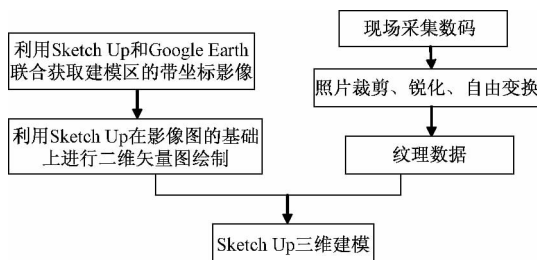 利用Sketch Up和Google Earth
联合获取建模区的带坐标影像
利用Sketch Up在影像图的基础
上进行二维矢量图绘制
现场采集数码
照片裁剪、锐化、自由变换
纹理数据
Sketch Up三维建模